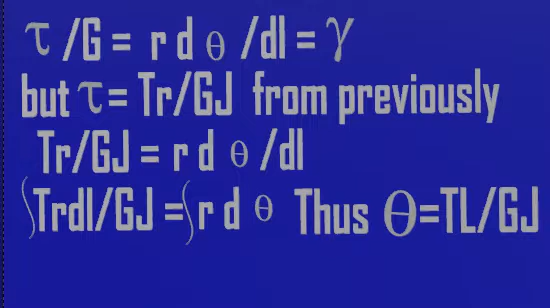 τ/G = r d θ /dl = γ
but τ = Tr/GJ from previously
Tr/GJ = r d θ /dl
∫Trdl/GJ = ∫r d θ Thus θ=TL/GJ